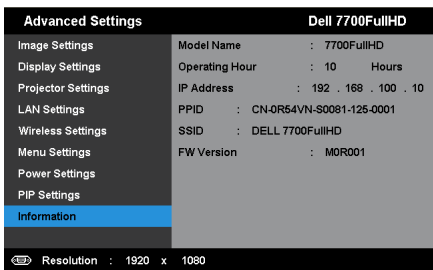 Advanced Settings Dell 7700FullHD
Image Settings Model Name : 7700FullHD
Display Settings Operating Hour : 10 Hours
Projector Settings IP Address : 192 . 168 . 100 . 10
LAN Settings PPID : CN-0R54VN-S0081-125-0001
Wireless Settings SSID : DELL 7700FullHD
Menu Settings FW Version : M0R001
Power Settings
PIP Settings
Information
Resolution : 1920 x 1080